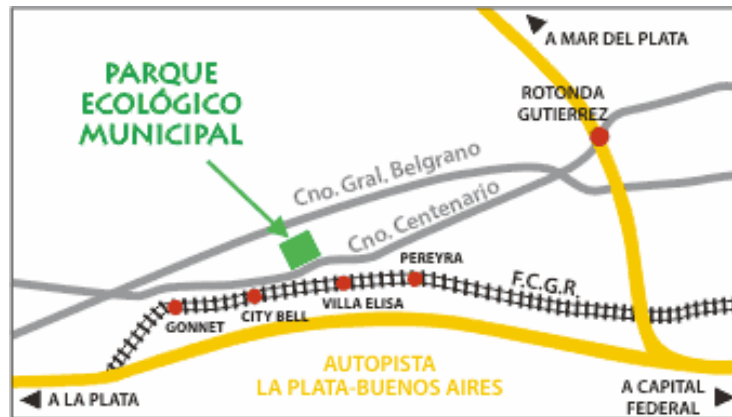 A MAR DEL PLATA
PARQUE
ECOLÓGICO
MUNICIPAL
ROTONDA
GUTIERREZ
Cno. Gral. Belgrano
Cno. Centenario
PEREYRA
F.C.G.R.
VILLA ELISA
CITY BELL
GONNET
AUTOPISTA
LA PLATA-BUENOS AIRES
A LA PLATA
A CAPITAL
FEDERAL